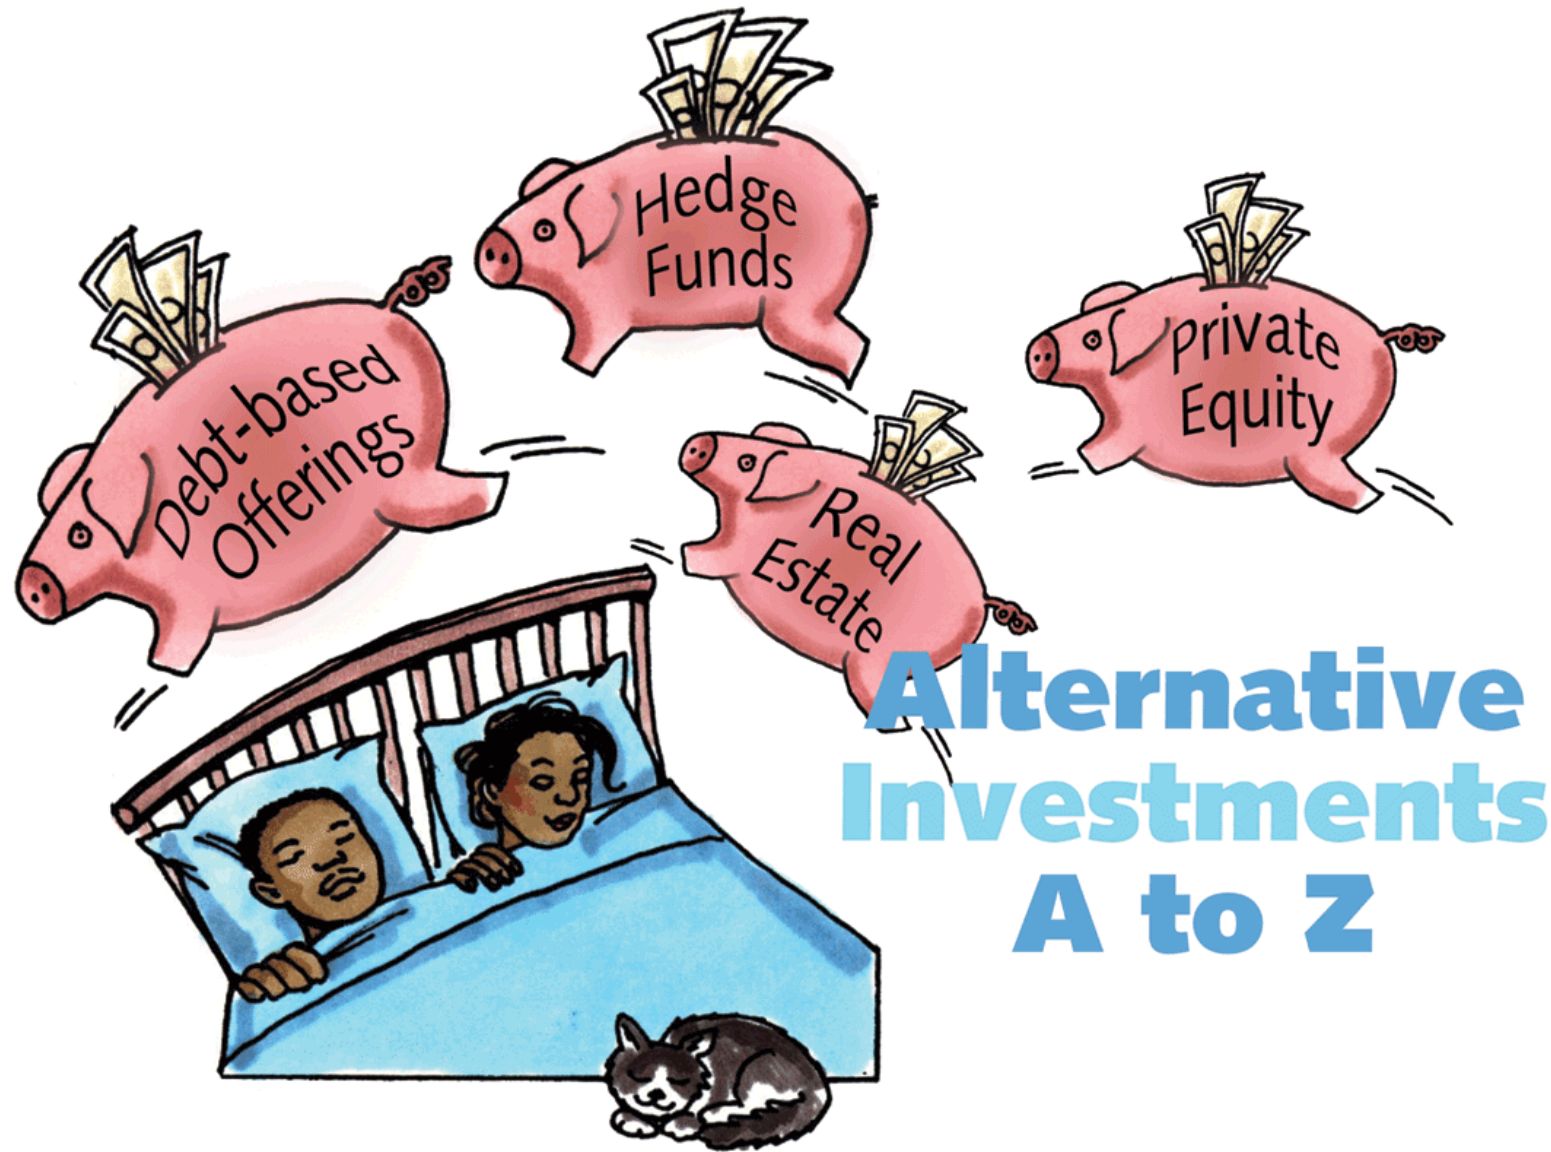 Hedge
Funds
Debt-based
Offerings
Private
Equity
Real
Estate
Alternative
Investments
A to Z